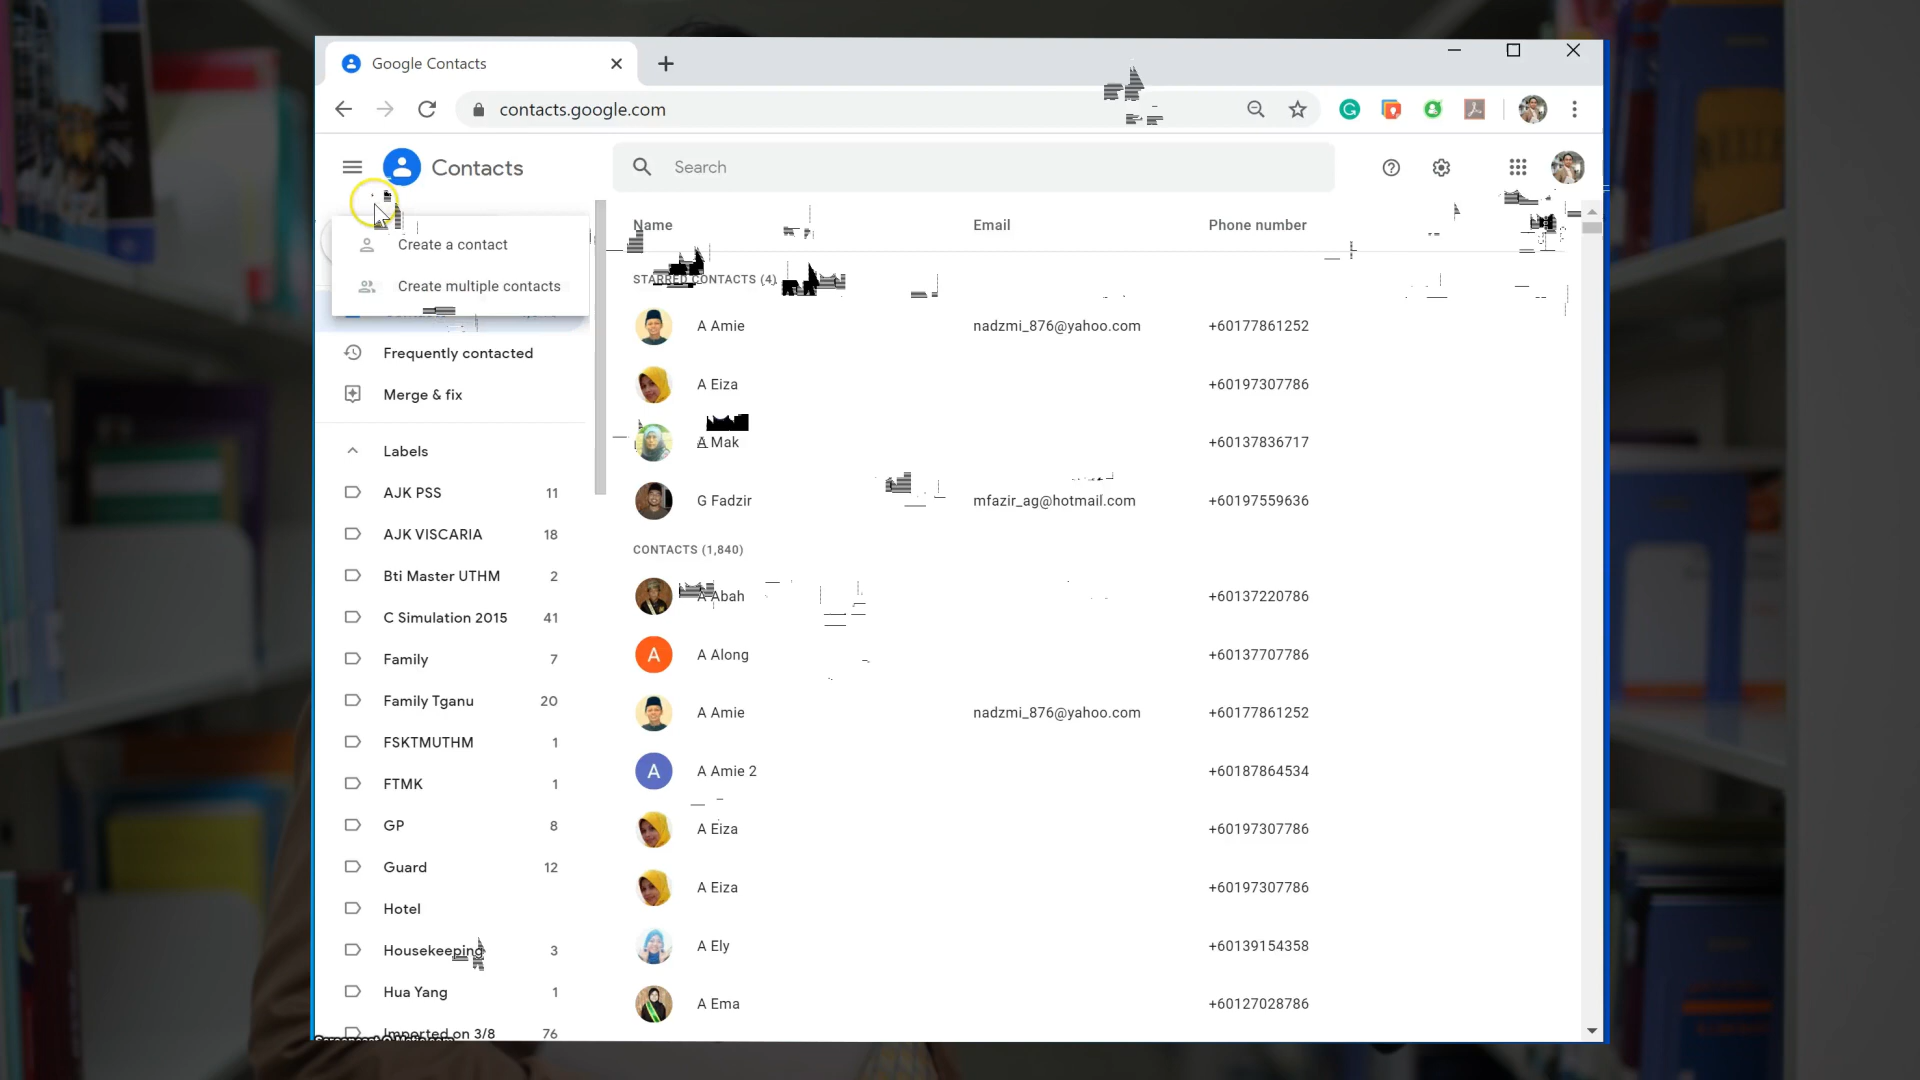 Google Contacts
contacts.google.com
Contacts
Search
Create a contact
Create multiple contacts
Frequently contacted
Merge & fix
Labels
AJK PSS 11
AJK VISCARIA 18
Bti Master UTHM 2
C Simulation 2015 41
Family 7
Family Tganu 20
FSKTMUTHM 1
FTMK 1
GP 8
Guard 12
Hotel
Housekeeping 3
Hua Yang 1
Imported on 3/8 76
Name Email Phone number
STARRED CONTACTS (4)
A Amie nadzmi_876@yahoo.com +60177861252
A Eiza +60197307786
A Mak +60137836717
G Fadzir mfazir_ag@hotmail.com +60197559636
CONTACTS (1,840)
A Abah +60137220786
A Along +60137707786
A Amie nadzmi_876@yahoo.com +60177861252
A Amie 2 +60187864534
A Eiza +60197307786
A Eiza +60197307786
A Ely +60139154358
A Ema +60127028786